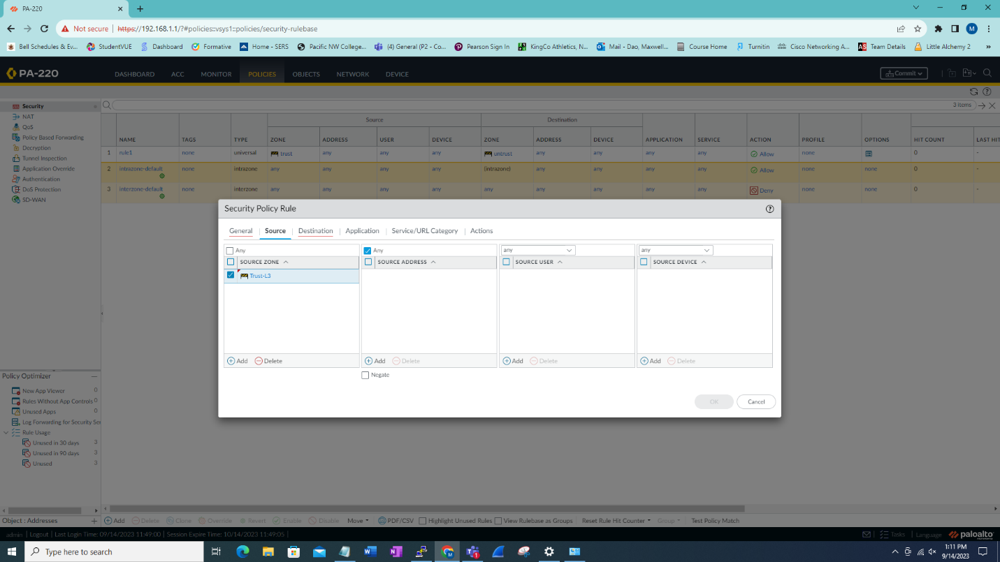 PA-220
Not secure | https://192.168.1.1/?#policies::vsys1::policies/security-rulebase
M
Bell Schedules & Ev... StudentVUE Dashboard Formative Home - SERS Pacific NW College... (4) General (P2 - Co... Pearson Sign In KingCo Athletics, N... Mail - Dao, Maxwell... Course Home Turnitin Cisco Networking A... AS Team Details Little Alchemy 2 »
PA-220 DASHBOARD ACC MONITOR POLICIES OBJECTS NETWORK DEVICE Commit
Security
NAT
QoS
Policy Based Forwarding
Decryption
Tunnel Inspection
Application Override
Authentication
DoS Protection
SD-WAN
3 items
Source Destination
NAME TAGS TYPE ZONE ADDRESS USER DEVICE ZONE ADDRESS DEVICE APPLICATION SERVICE ACTION PROFILE OPTIONS HIT COUNT LAST HIT
1 rule1 none universal trust any any any untrust any any any any Allow none 0 -
2 intrazone-default none intrazone any any any any (intrazone) any any any any Allow none none 0 -
3 interzone-default none interzone any any any any any any any any any Deny none none 0 -
Security Policy Rule
General | Source | Destination | Application | Service/URL Category | Actions
Any Any any any
SOURCE ZONE SOURCE ADDRESS SOURCE USER SOURCE DEVICE
Trust-L3
Add Delete Add Delete Add Delete Add Delete
Negate
OK Cancel
Policy Optimizer
New App Viewer 0
Rules Without App Controls 0
Unused Apps 0
Log Forwarding for Security Ser
Rule Usage
Unused in 30 days 3
Unused in 90 days 3
Unused 3
Object : Addresses
Add Delete Clone Override Revert Enable Disable Move PDF/CSV Highlight Unused Rules View Rulebase as Groups Reset Rule Hit Counter Group Test Policy Match
admin | Logout | Last Login Time: 09/14/2023 11:49:00 | Session Expire Time: 10/14/2023 11:49:05 | Tasks | Language paloalto
Type here to search
1:11 PM
9/14/2023